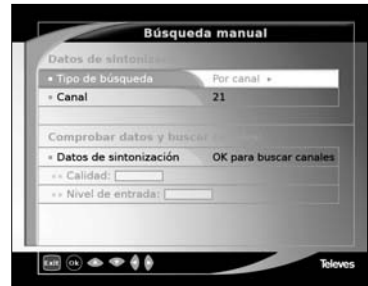 Búsqueda manual
Datos de sintoniza
Tipo de búsqueda Por canal
Canal 21
Comprobar datos y buscar
Datos de sintonización OK para buscar canales
Calidad:
Nivel de entrada:
Exit Ok Televes